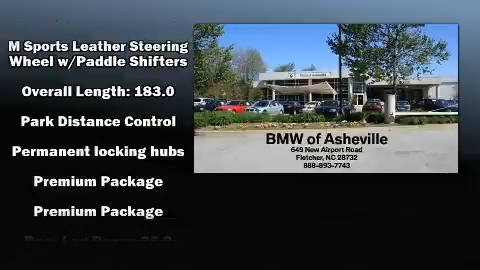 M Sports Leather Steering
Wheel w/Paddle Shifters
Overall Length: 183.0
Park Distance Control
Permanent locking hubs
Premium Package
Premium Package
BMW of Asheville
649 New Airport Road
Fletcher, NC 28732
888-893-7743